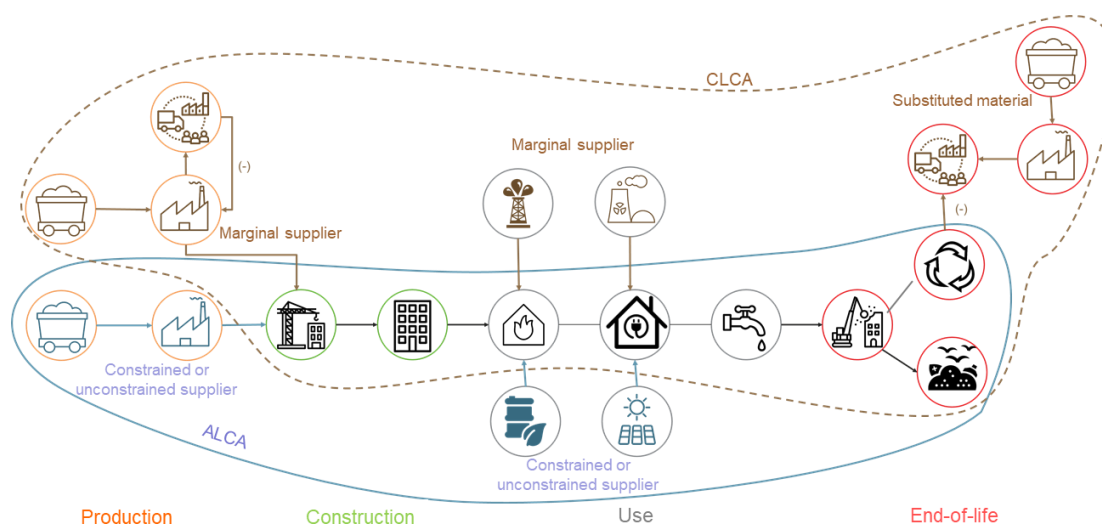 CLCA
Substituted material
Marginal supplier
(-)
(-)
Marginal supplier
Constrained or
unconstrained supplier
ALCA
Constrained or
unconstrained supplier
Production
Construction
Use
End-of-life